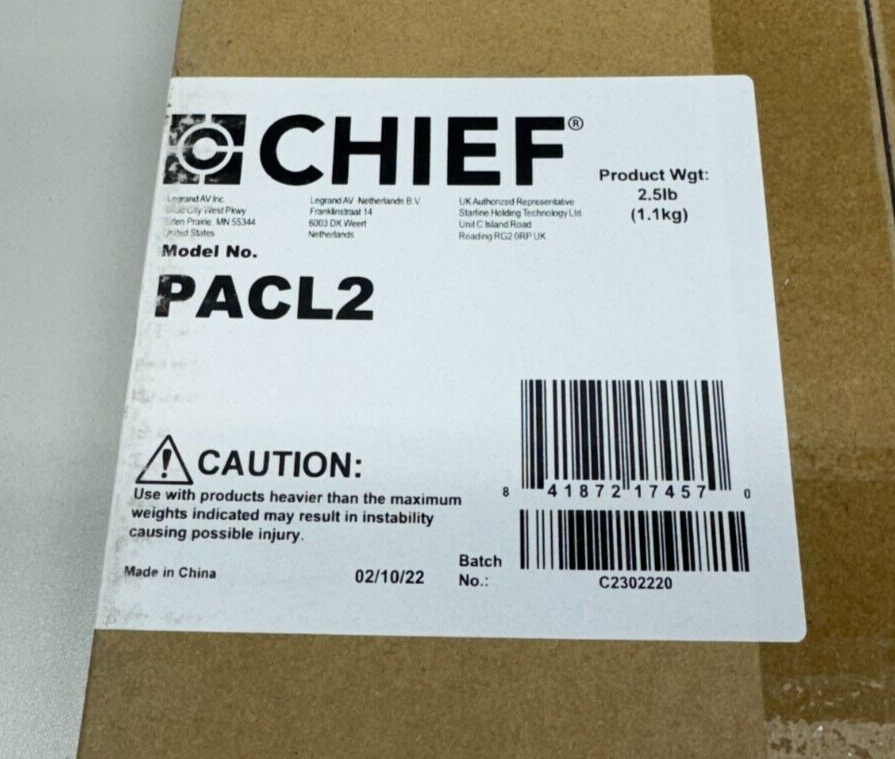 CHIEF®
Product Wgt:
2.5lb
(1.1kg)
Legrand AV Inc.
City West Pkwy
Eden Prairie, MN 55344
United States
Legrand AV Netherlands B.V.
Franklinstraat 14
6003 DK Weert
Netherlands
UK Authorized Representative
Starline Holding Technology Ltd.
Unit C Island Road
Reading RG2 0RP UK
Model No.
PACL2
CAUTION:
Use with products heavier than the maximum
weights indicated may result in instability
causing possible injury.
8 41872 17457 0
Made in China
02/10/22
Batch
No.:
C2302220